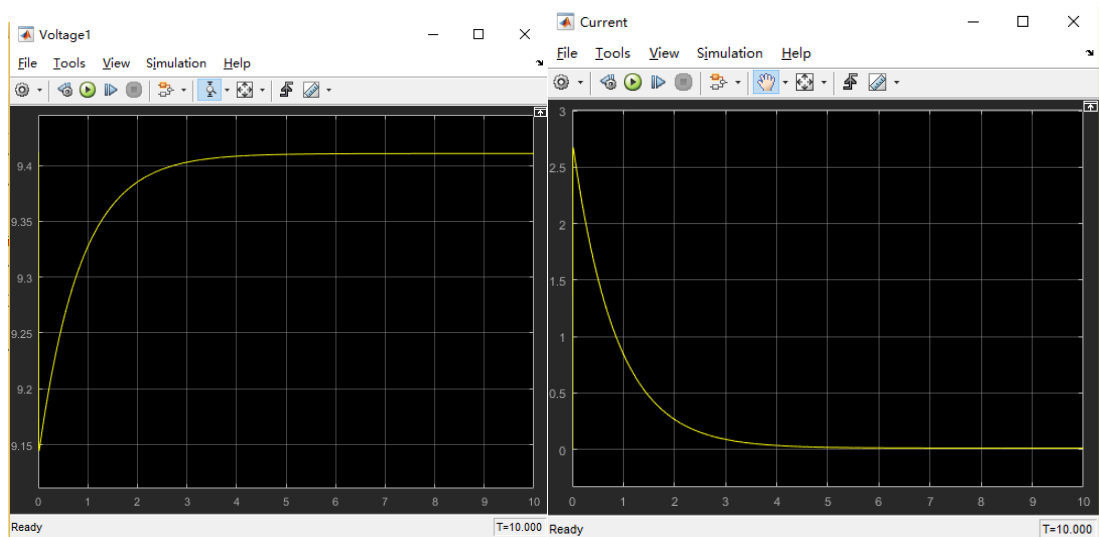 Voltage1
File Tools View Simulation Help
9.4
9.35
9.3
9.25
9.2
9.15
0 1 2 3 4 5 6 7 8 9 10
Ready T=10.000
Current
File Tools View Simulation Help
3
2.5
2
1.5
1
0.5
0
0 1 2 3 4 5 6 7 8 9 10
Ready T=10.000